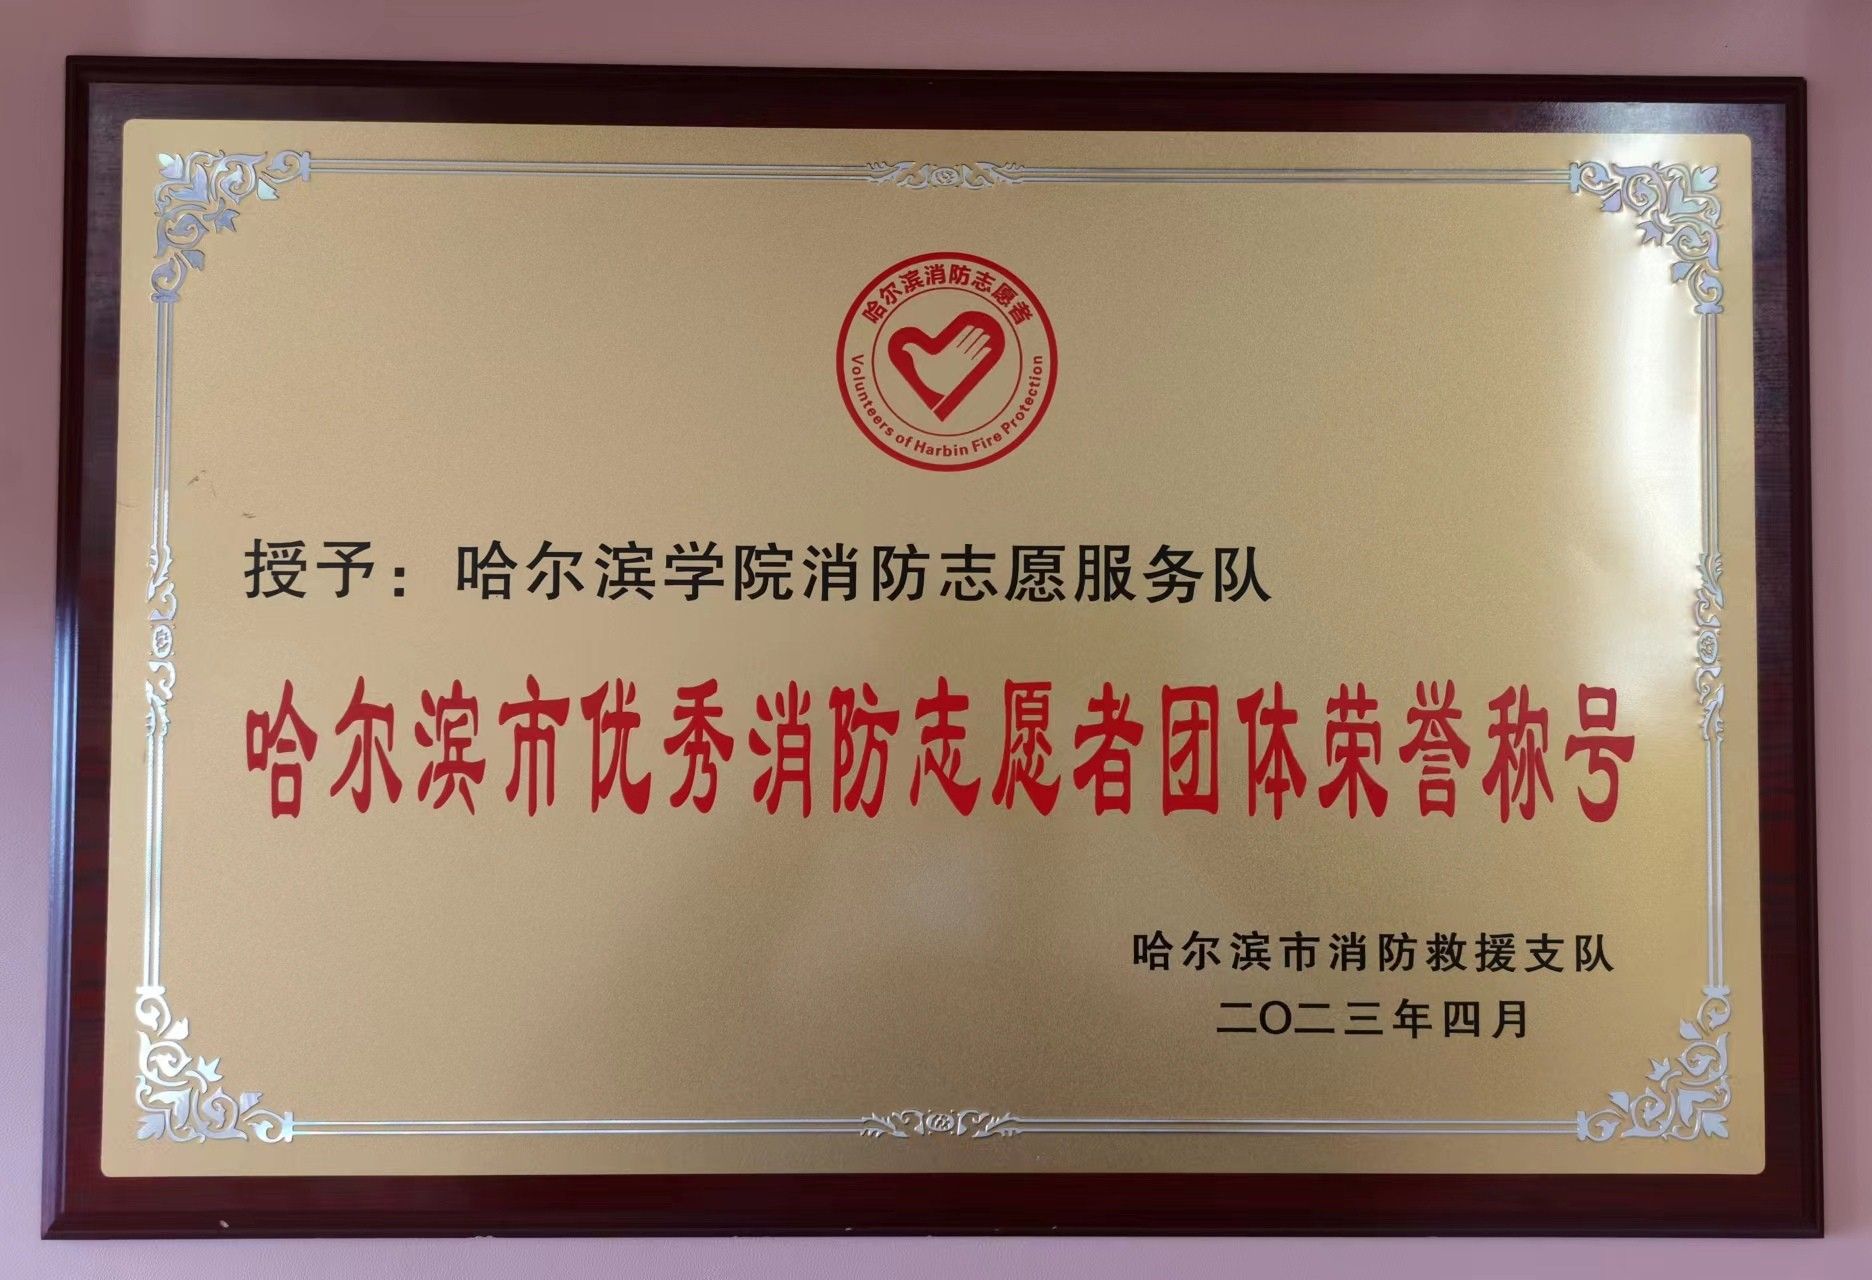 哈尔滨消防志愿者
Volunteers of Harbin Fire Protection
授予：哈尔滨学院消防志愿服务队
哈尔滨市优秀消防志愿者团体荣誉称号
哈尔滨市消防救援支队
二〇二三年四月